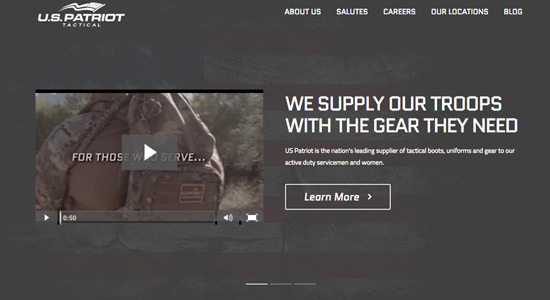 U.S. PATRIOT
TACTICAL
ABOUT US
SALUTES
CAREERS
OUR LOCATIONS
BLOG
FOR THOSE WHO SERVE...
0:50
WE SUPPLY OUR TROOPS
WITH THE GEAR THEY NEED
US Patriot is the nation's leading supplier of tactical boots, uniforms and gear to our
active duty servicemen and women.
Learn More